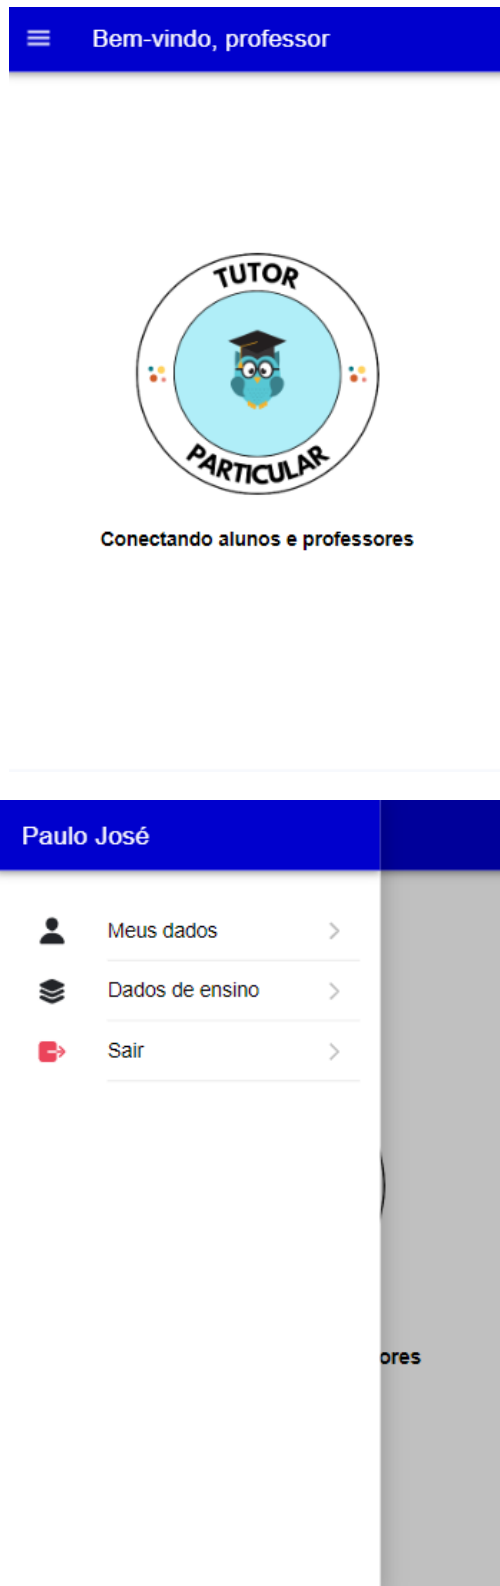 Bem-vindo, professor
TUTOR
PARTICULAR
Conectando alunos e professores
Paulo José
Meus dados
Dados de ensino
Sair
ores